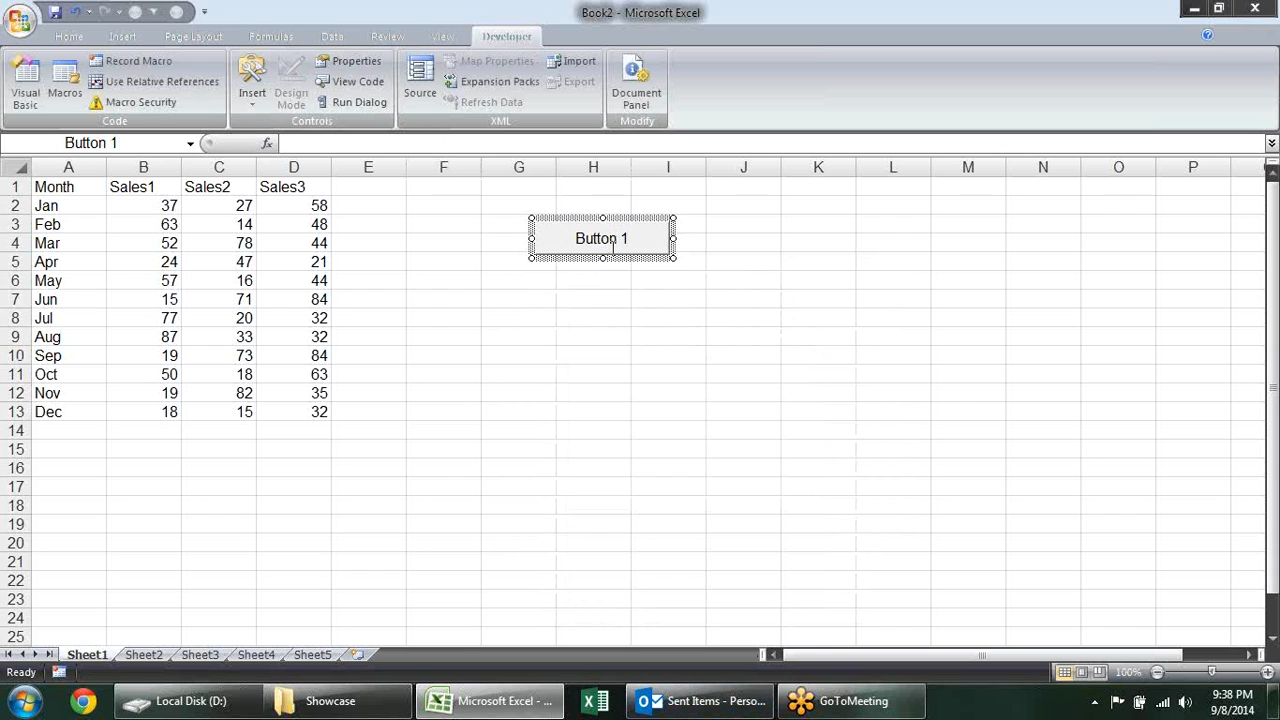 Book2 - Microsoft Excel
Home Insert Page Layout Formulas Data Review View Developer
Visual Basic
Macros
Record Macro
Use Relative References
Macro Security
Code
Insert
Design Mode
Properties
View Code
Run Dialog
Controls
Source
Map Properties
Expansion Packs
Refresh Data
Import
Export
XML
Document Panel
Modify
Button 1 fx
A B C D E F G H I J K L M N O P
1 Month Sales1 Sales2 Sales3
2 Jan 37 27 58
3 Feb 63 14 48
4 Mar 52 78 44
5 Apr 24 47 21
6 May 57 16 44
7 Jun 15 71 84
8 Jul 77 20 32
9 Aug 87 33 32
10 Sep 19 73 84
11 Oct 50 18 63
12 Nov 19 82 35
13 Dec 18 15 32
14
15
16
17
18
19
20
21
22
23
24
25
Button 1
Sheet1 Sheet2 Sheet3 Sheet4 Sheet5
Ready 100%
Local Disk (D:) Showcase Microsoft Excel - ... Sent Items - Perso... GoToMeeting
9:38 PM
9/8/2014